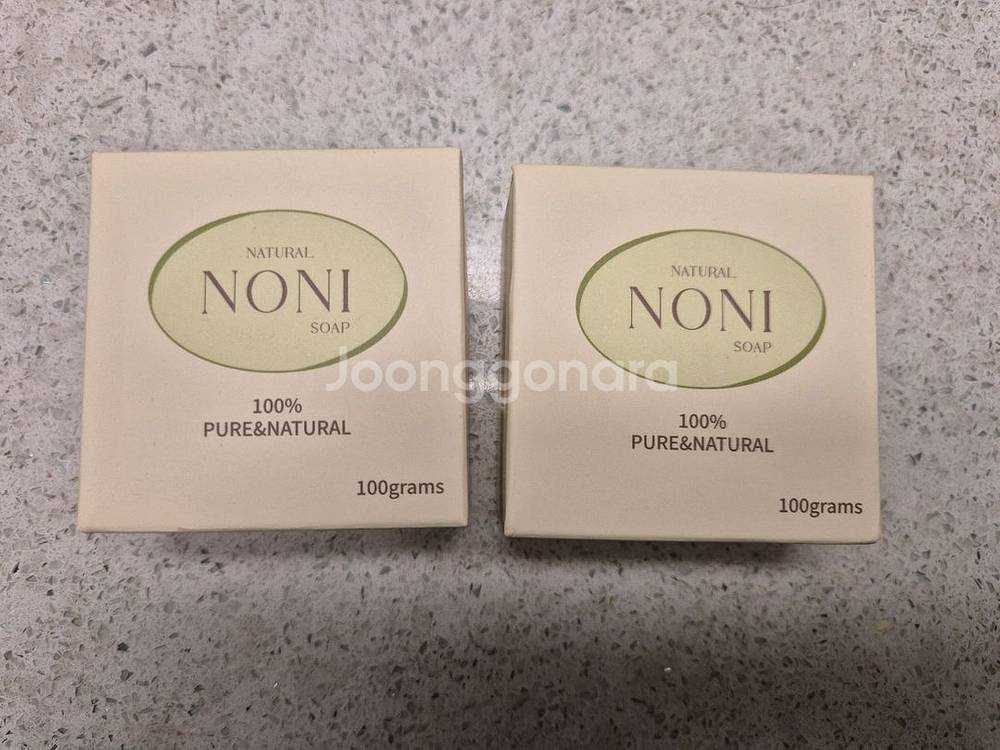 NATURAL
NONI
SOAP
100%
PURE&NATURAL
100grams
NATURAL
NONI
SOAP
100%
PURE&NATURAL
100grams
Joonggonara